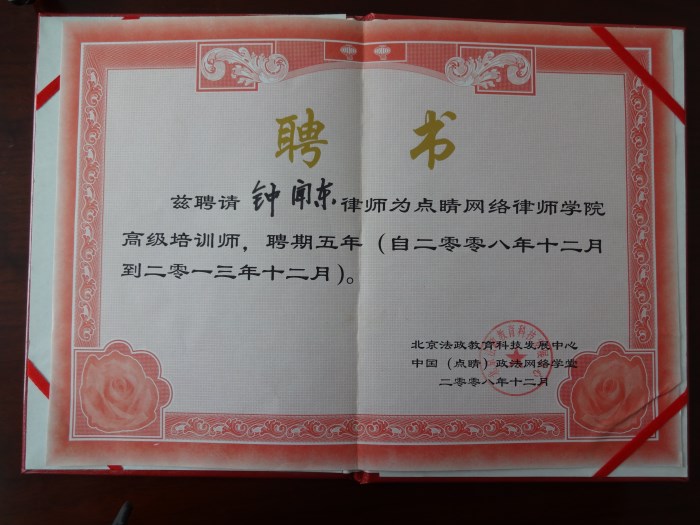 聘书
兹聘请钟闻东律师为点睛网络律师学院
高级培训师，聘期五年（自二零零八年十二月
到二零一三年十二月）。
北京法政教育科技发展中心
中国（点睛）政法网络学堂
二零零八年十二月